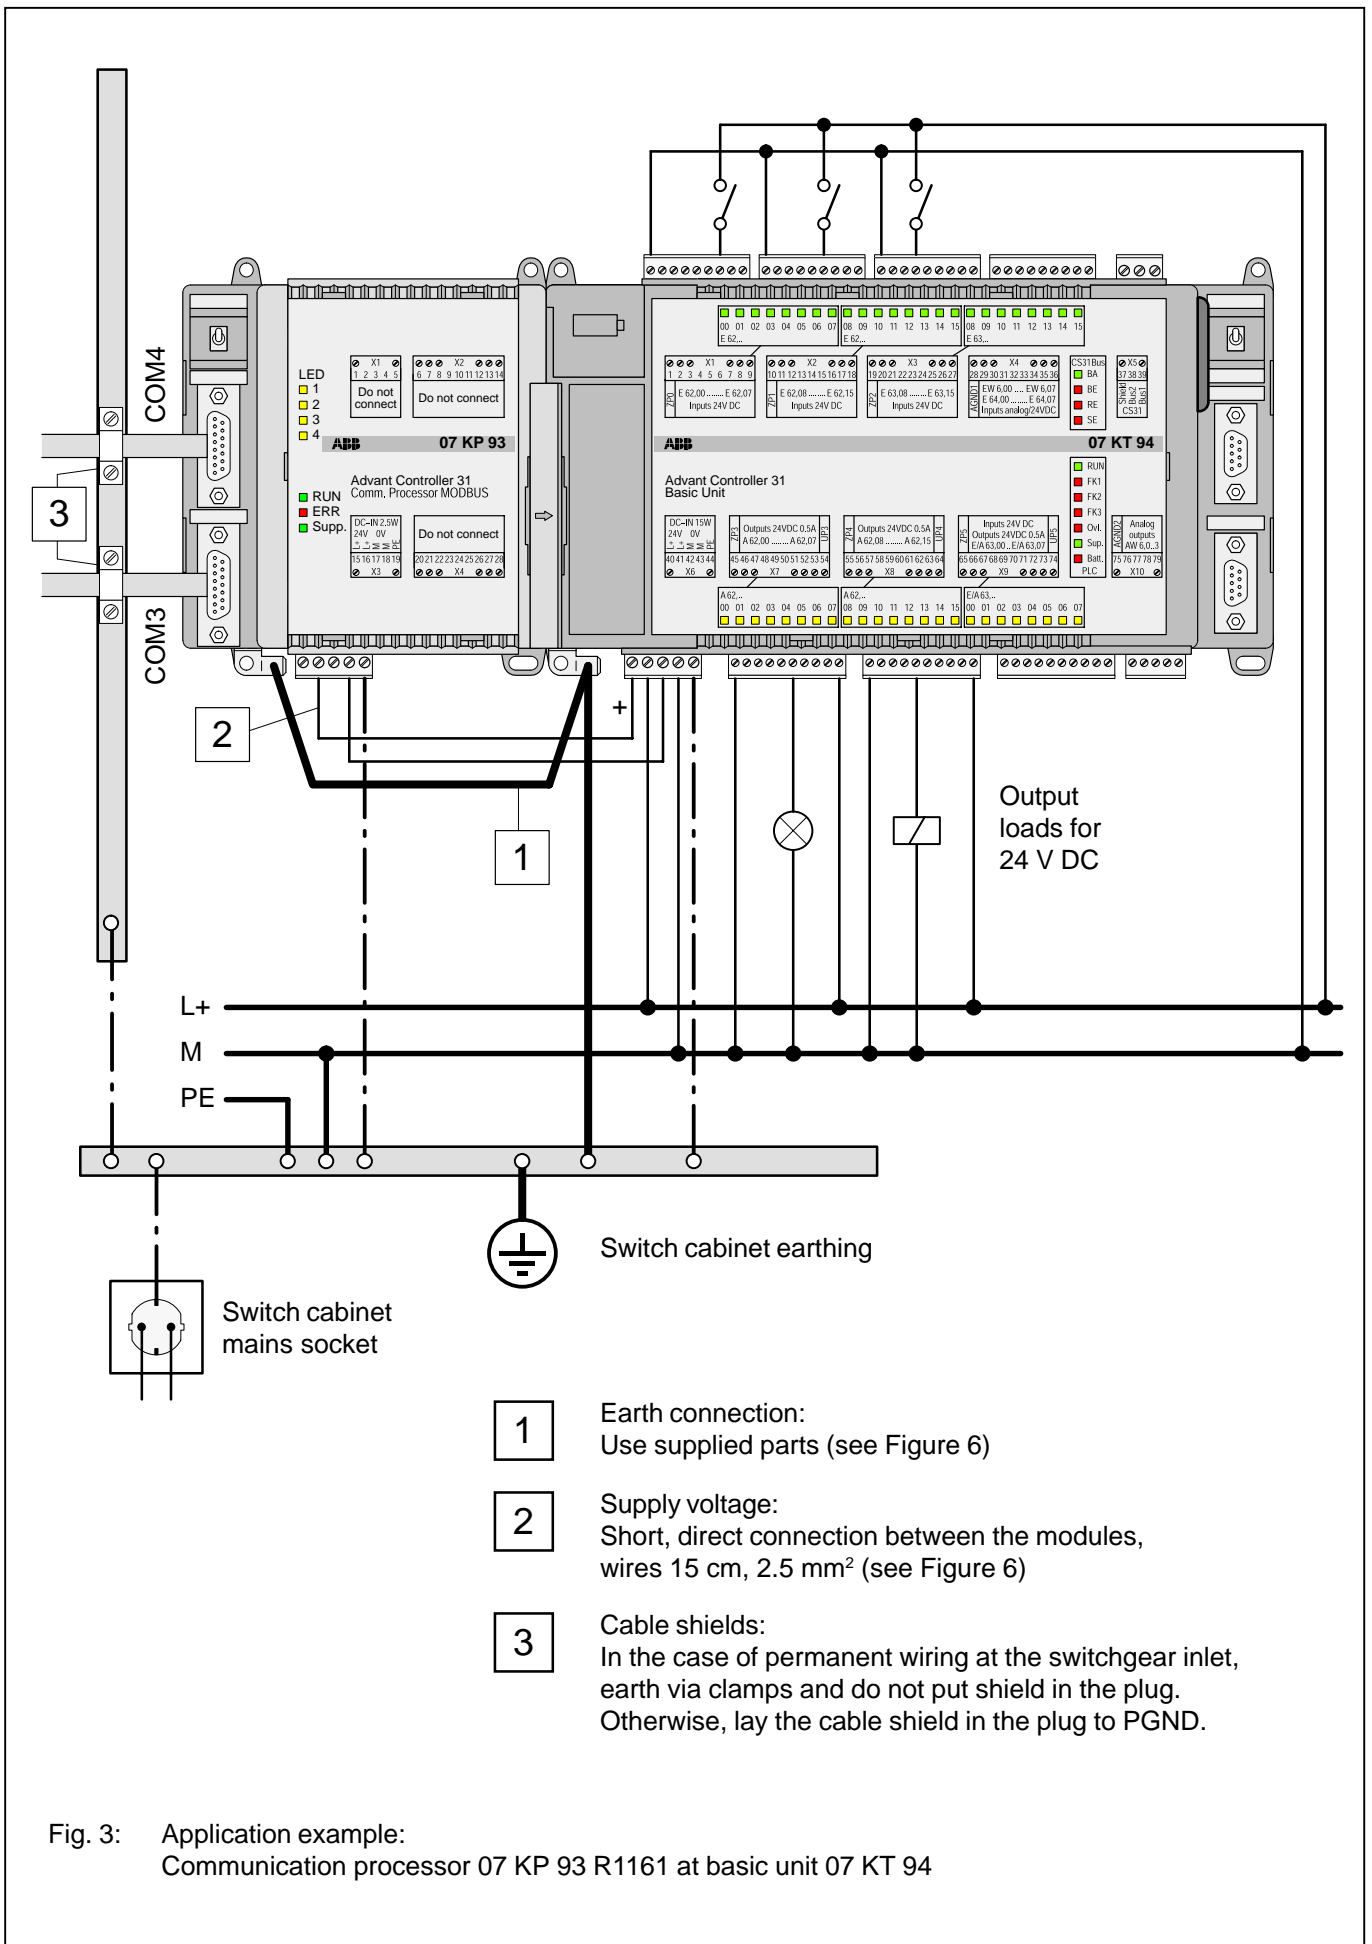 COM4
COM3
3
LED
1
2
3
4
X1
1 2 3 4 5
Do not
connect
X2
6 7 8 9 10 11 12 13 14
Do not connect
ABB
07 KP 93
Advant Controller 31
Comm. Processor MODBUS
RUN
ERR
Supp.
DC–IN 2.5W
24V 0V
L+ L+ M M PE
15 16 17 18 19
X3
Do not connect
20 21 22 23 24 25 26 27 28
X4
00 01 02 03 04 05 06 07
E 62,..
08 09 10 11 12 13 14 15
E 62,..
08 09 10 11 12 13 14 15
E 63,..
X1
1 2 3 4 5 6 7 8 9
ZP0
E 62,00 ........ E 62,07
Inputs 24V DC
X2
10 11 12 13 14 15 16 17 18
ZP1
E 62,08 ........ E 62,15
Inputs 24V DC
X3
19 20 21 22 23 24 25 26 27
ZP2
E 63,08 ........ E 63,15
Inputs 24V DC
X4
28 29 30 31 32 33 34 35 36
AGND1
EW 6,00 .... EW 6,07
E 64,00 ........ E 64,07
Inputs analog/24VDC
CS31Bus
BA
BE
RE
SE
X5
37 38 39
Shield
Bus2
Bus1
CS31
ABB
07 KT 94
Advant Controller 31
Basic Unit
RUN
FK1
FK2
FK3
Ovl.
Sup.
Batt.
PLC
DC–IN 15W
24V 0V
L+ L+ M M PE
40 41 42 43 44
X6
ZP3
Outputs 24VDC 0.5A
A 62,00 ........ A 62,07
UP3
45 46 47 48 49 50 51 52 53 54
X7
ZP4
Outputs 24VDC 0.5A
A 62,08 ........ A 62,15
UP4
55 56 57 58 59 60 61 62 63 64
X8
ZP5
Inputs 24V DC
Outputs 24VDC 0.5A
E/A 63,00 .. E/A 63,07
UP5
65 66 67 68 69 70 71 72 73 74
X9
AGND2
Analog
outputs
AW 6,0..3
75 76 77 78 79
X10
A 62,..
00 01 02 03 04 05 06 07
A 62,..
08 09 10 11 12 13 14 15
E/A 63,..
00 01 02 03 04 05 06 07
2
+
1
Output
loads for
24 V DC
L+
M
PE
Switch cabinet earthing
Switch cabinet
mains socket
1
Earth connection:
Use supplied parts (see Figure 6)
2
Supply voltage:
Short, direct connection between the modules,
wires 15 cm, 2.5 mm² (see Figure 6)
3
Cable shields:
In the case of permanent wiring at the switchgear inlet,
earth via clamps and do not put shield in the plug.
Otherwise, lay the cable shield in the plug to PGND.
Fig. 3: Application example:
Communication processor 07 KP 93 R1161 at basic unit 07 KT 94